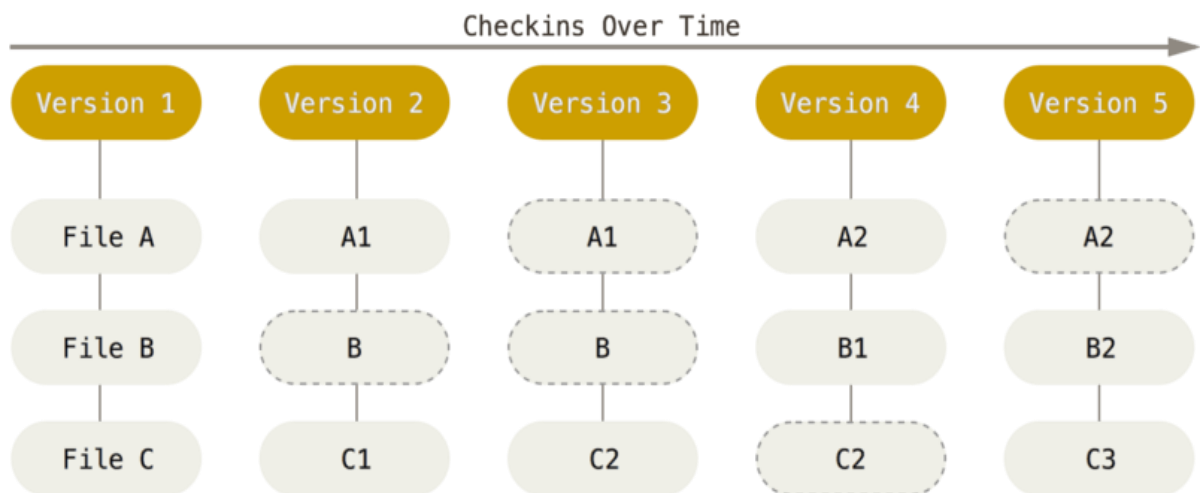 Checkins Over Time
Version 1 Version 2 Version 3 Version 4 Version 5
File A A1 A1 A2 A2
File B B B B1 B2
File C C1 C2 C2 C3